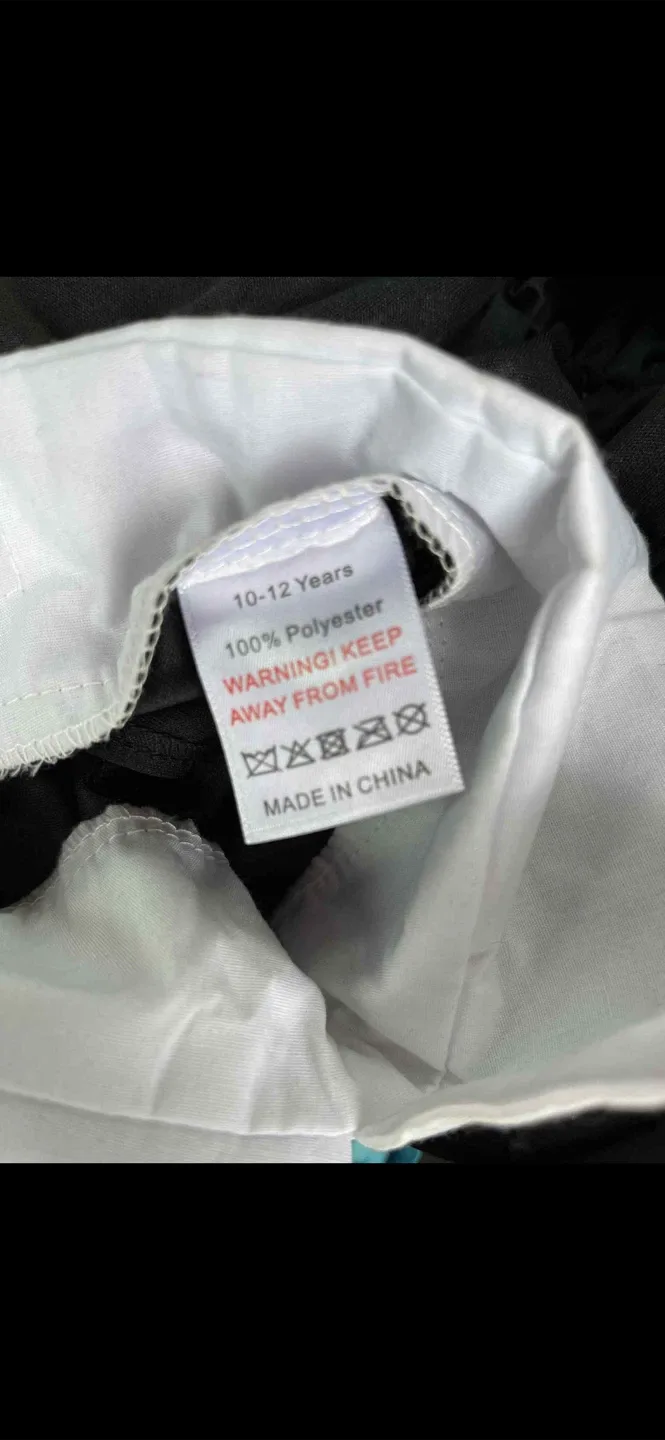 10-12 Years
100% Polyester
WARNING! KEEP
AWAY FROM FIRE
MADE IN CHINA